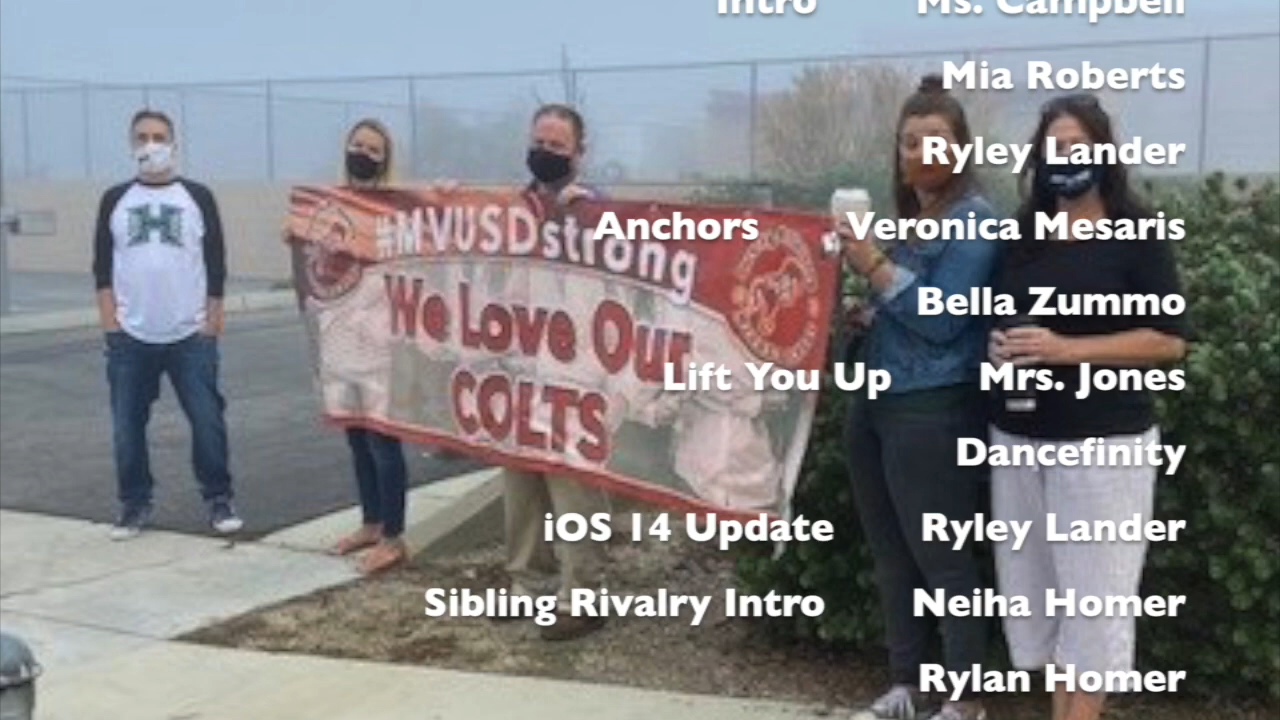 Intro Ms. Campbell
Mia Roberts
Ryley Lander
Anchors Veronica Mesaris
Bella Zummo
Lift You Up Mrs. Jones
Dancefinity
iOS 14 Update Ryley Lander
Sibling Rivalry Intro Neiha Homer
Rylan Homer
H
#MVUSDstrong
We Love Our
COLTS